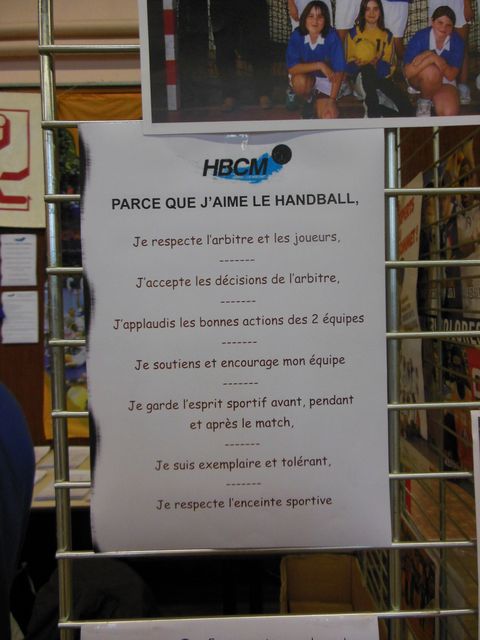 HBCM
PARCE QUE J'AIME LE HANDBALL,
Je respecte l'arbitre et les joueurs,
-------
J'accepte les décisions de l'arbitre,
-------
J'applaudis les bonnes actions des 2 équipes
-------
Je soutiens et encourage mon équipe
-------
Je garde l'esprit sportif avant, pendant
et après le match,
-------
Je suis exemplaire et tolérant,
-------
Je respecte l'enceinte sportive